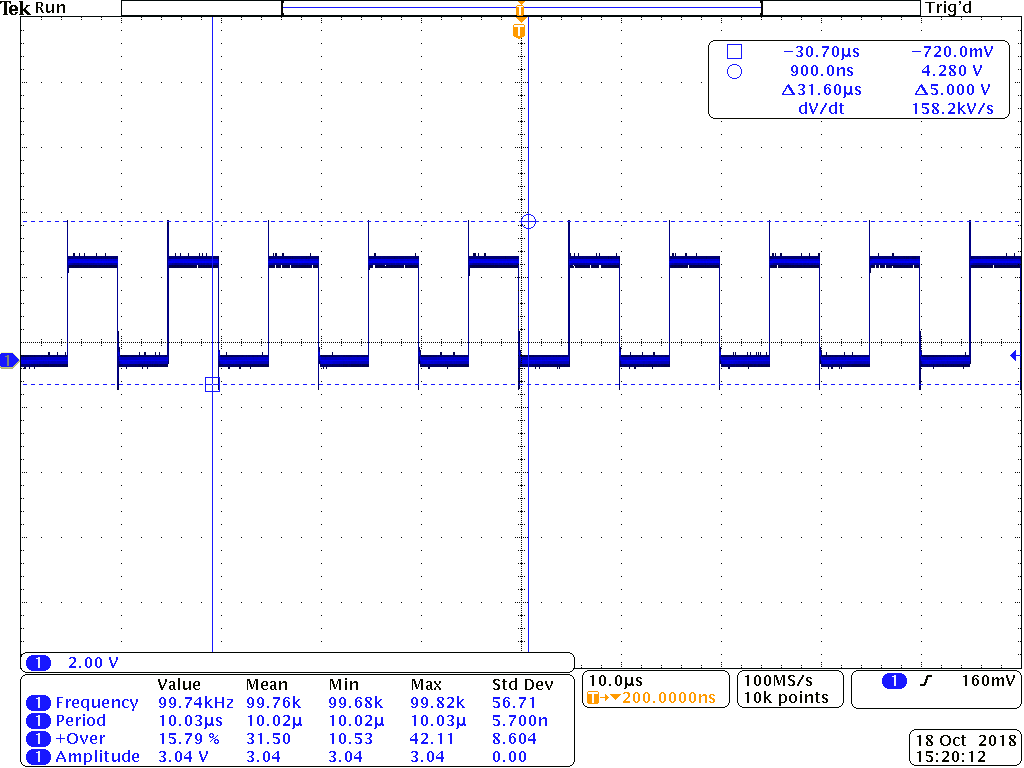 Tek Run Trig'd
T
T
−30.70µs −720.0mV
900.0ns 4.280 V
Δ31.60µs Δ5.000 V
dV/dt 158.2kV/s
1
1 2.00 V
Value Mean Min Max Std Dev
1 Frequency 99.74kHz 99.76k 99.68k 99.82k 56.71
1 Period 10.03µs 10.02µ 10.02µ 10.03µ 5.700n
1 +Over 15.79 % 31.50 10.53 42.11 8.604
1 Amplitude 3.04 V 3.04 3.04 3.04 0.00
10.0µs
T→▼200.0000ns
100MS/s
10k points
1 160mV
18 Oct 2018
15:20:12